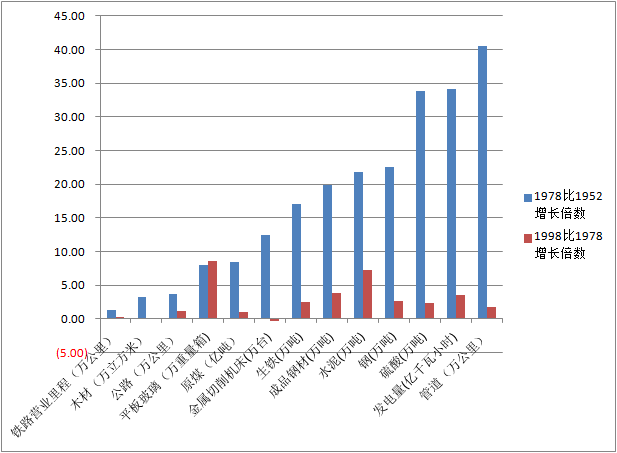 45.00
40.00
35.00
30.00
25.00
20.00
15.00
10.00
5.00
0.00
(5.00)
铁路营业里程（万公里）
木材（万立方米）
公路（万公里）
平板玻璃（万重量箱）
原煤（亿吨）
金属切削机床(万台)
生铁(万吨)
成品钢材(万吨)
水泥(万吨)
钢(万吨)
硫酸(万吨)
发电量(亿千瓦小时)
管道（万公里）
1978比1952
增长倍数
1998比1978
增长倍数